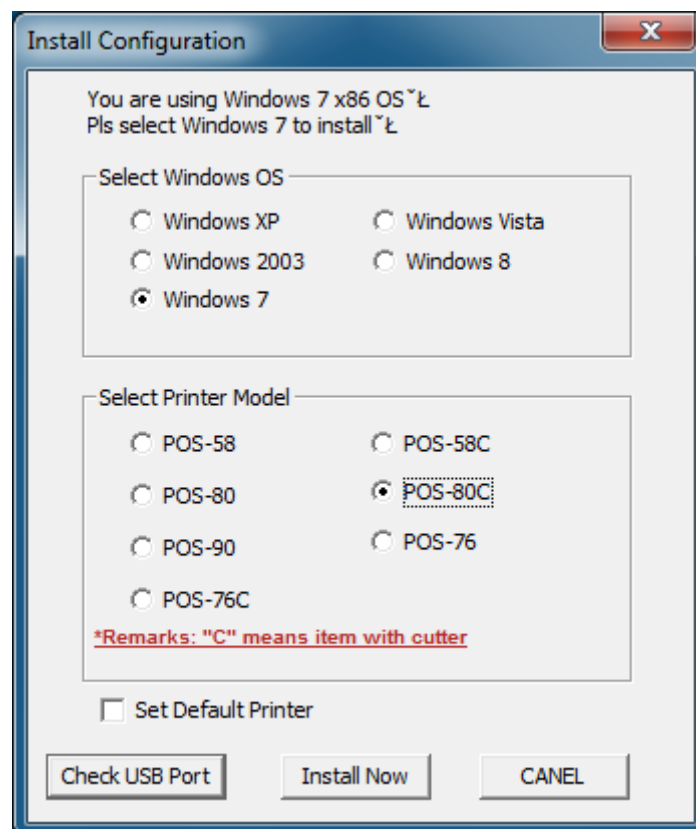 Install Configuration
You are using Windows 7 x86 OSˇŁ
Pls select Windows 7 to installˇŁ
Select Windows OS
Windows XP Windows Vista
Windows 2003 Windows 8
Windows 7
Select Printer Model
POS-58 POS-58C
POS-80 POS-80C
POS-90 POS-76
POS-76C
*Remarks: "C" means item with cutter
Set Default Printer
Check USB Port Install Now CANEL